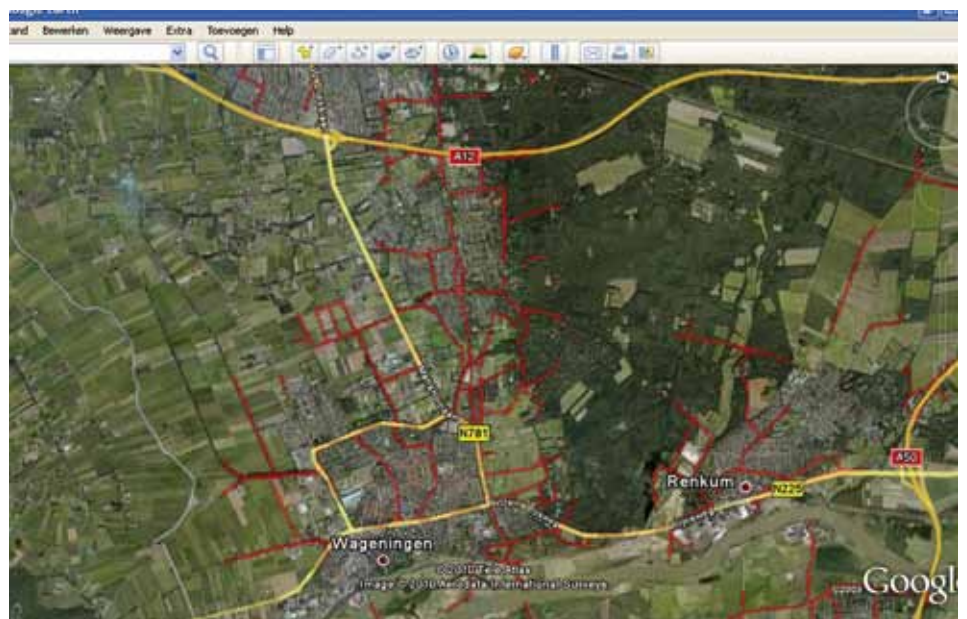 Bewerken Weergave Extra Toevoegen Help
N
A12
N781
A50
Renkum
N225
Wageningen
© 2010 Tele Atlas
Image © 2010 Aerodata International Surveys
Google